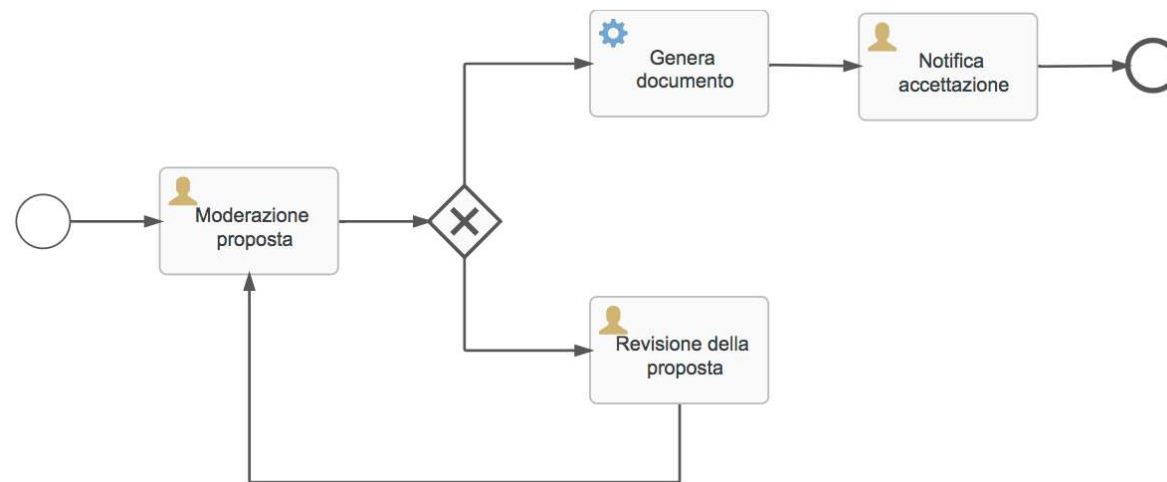 Genera
documento
Notifica
accettazione
Moderazione
proposta
Revisione della
proposta